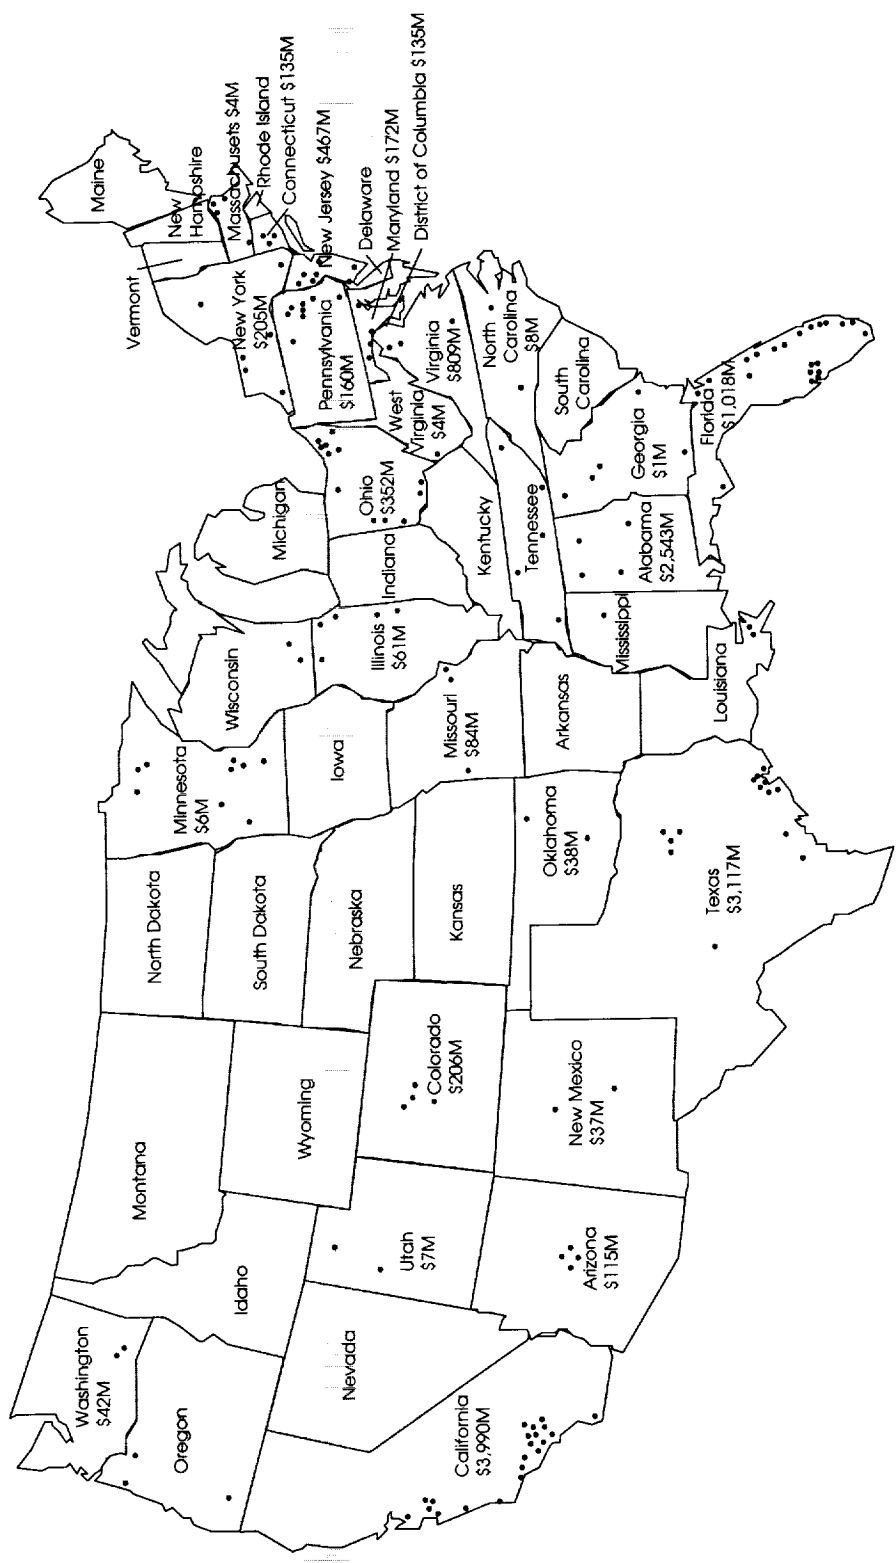 Washington
$42M
Oregon
California
$3,990M
Nevada
Idaho
Montana
Wyoming
Utah
$7M
Arizona
$115M
Colorado
$206M
New Mexico
$37M
North Dakota
South Dakota
Nebraska
Kansas
Oklahoma
$38M
Texas
$3,117M
Minnesota
$6M
Iowa
Missouri
$84M
Arkansas
Louisiana
Wisconsin
Illinois
$61M
Michigan
Indiana
Ohio
$352M
Kentucky
Tennessee
Mississippi
Alabama
$2,543M
Georgia
$1M
Florida
$1,018M
South
Carolina
North
Carolina
$8M
Virginia
$809M
West
Virginia
$4M
Pennsylvania
$160M
New York
$205M
Vermont
Maine
New
Hampshire
Massachusets $4M
Rhode Island
Connecticut $135M
New Jersey $467M
Delaware
Maryland $172M
District of Columbia $135M